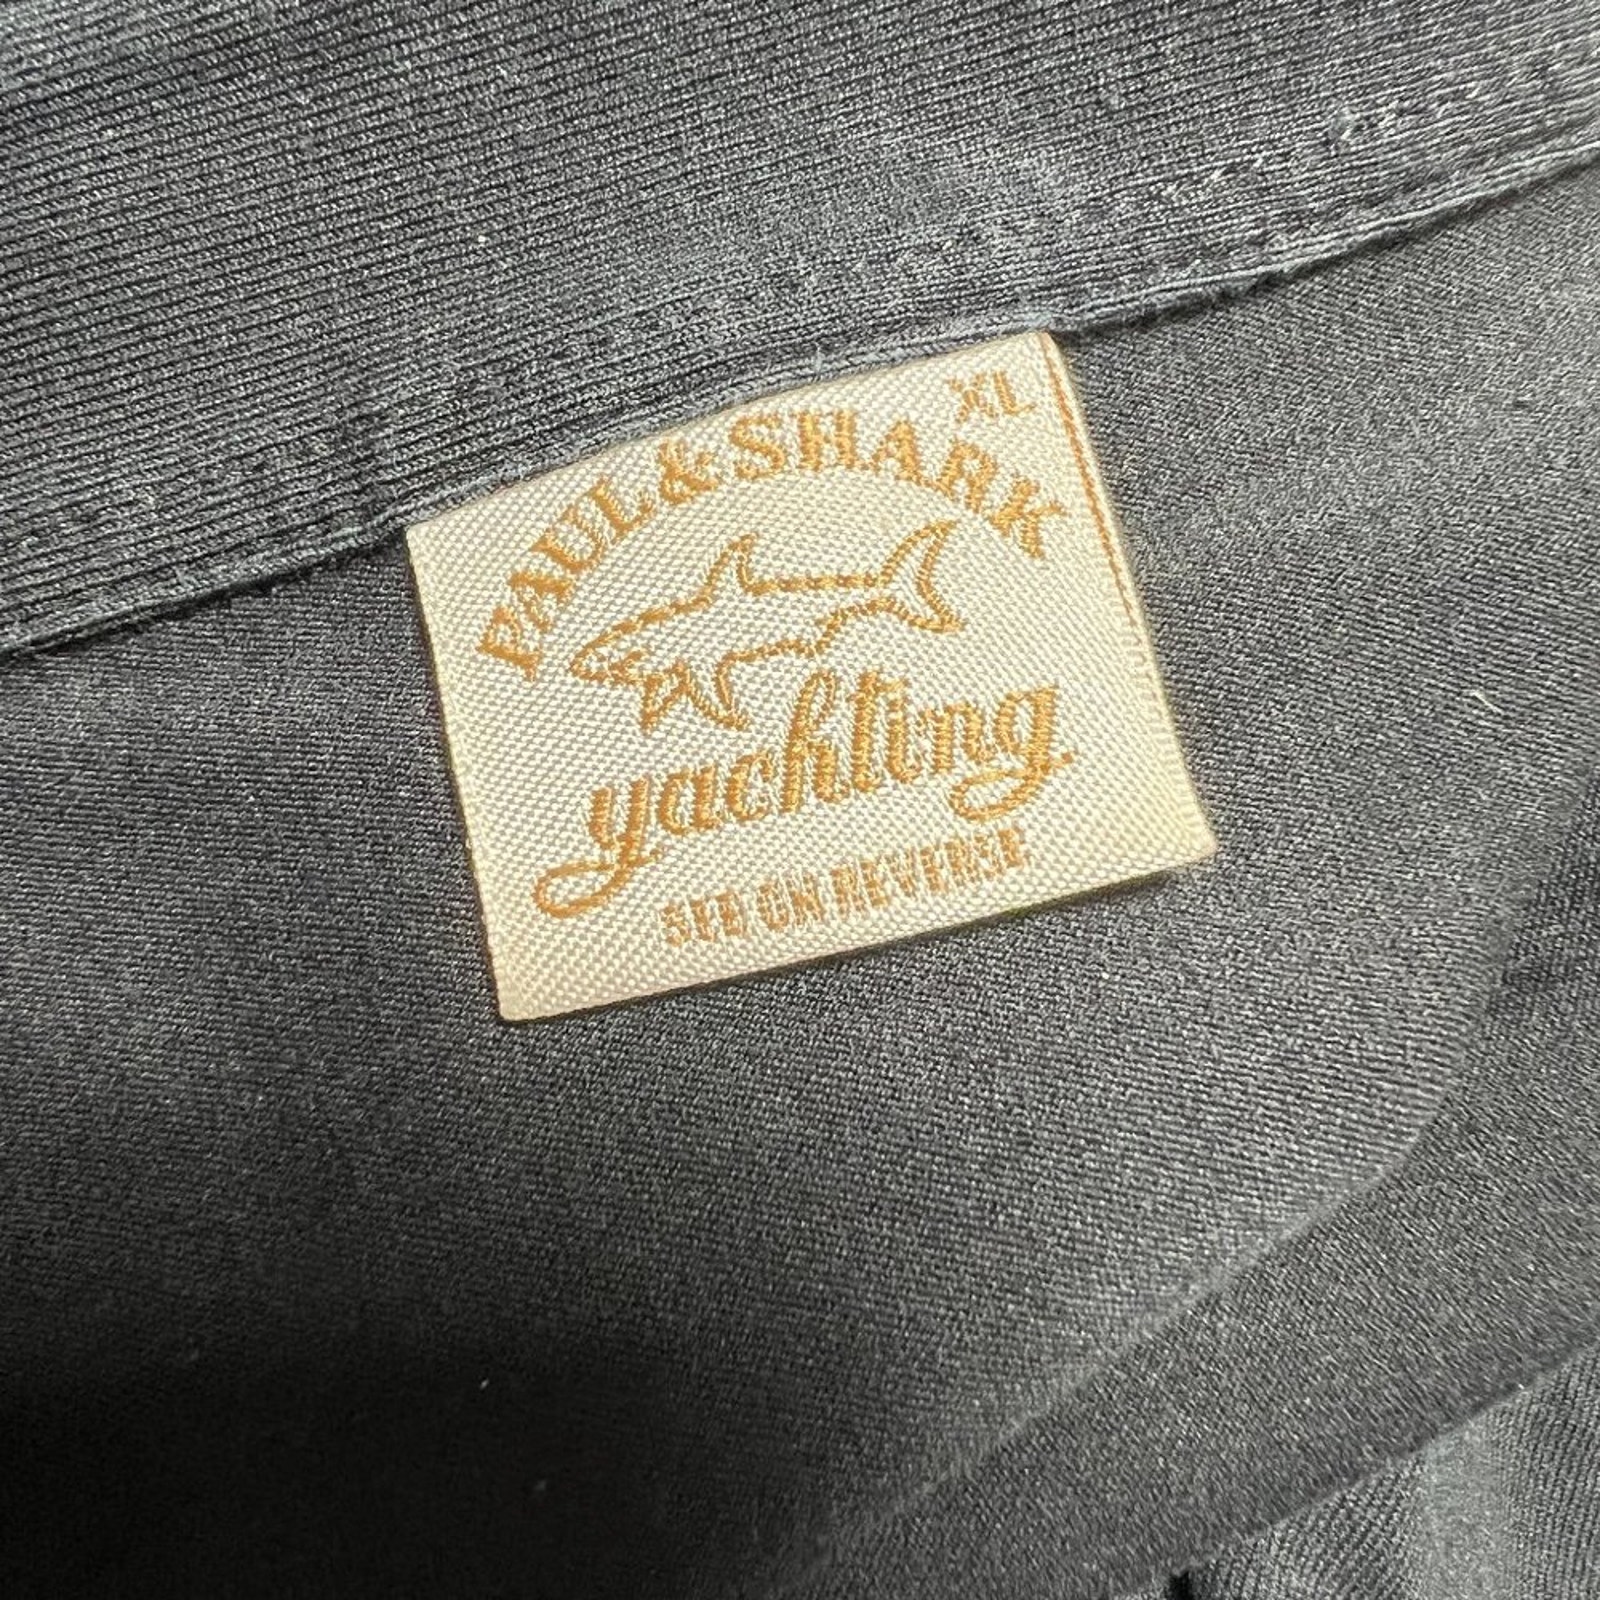 XL
PAUL & SHARK
yachting
SEE ON REVERSE